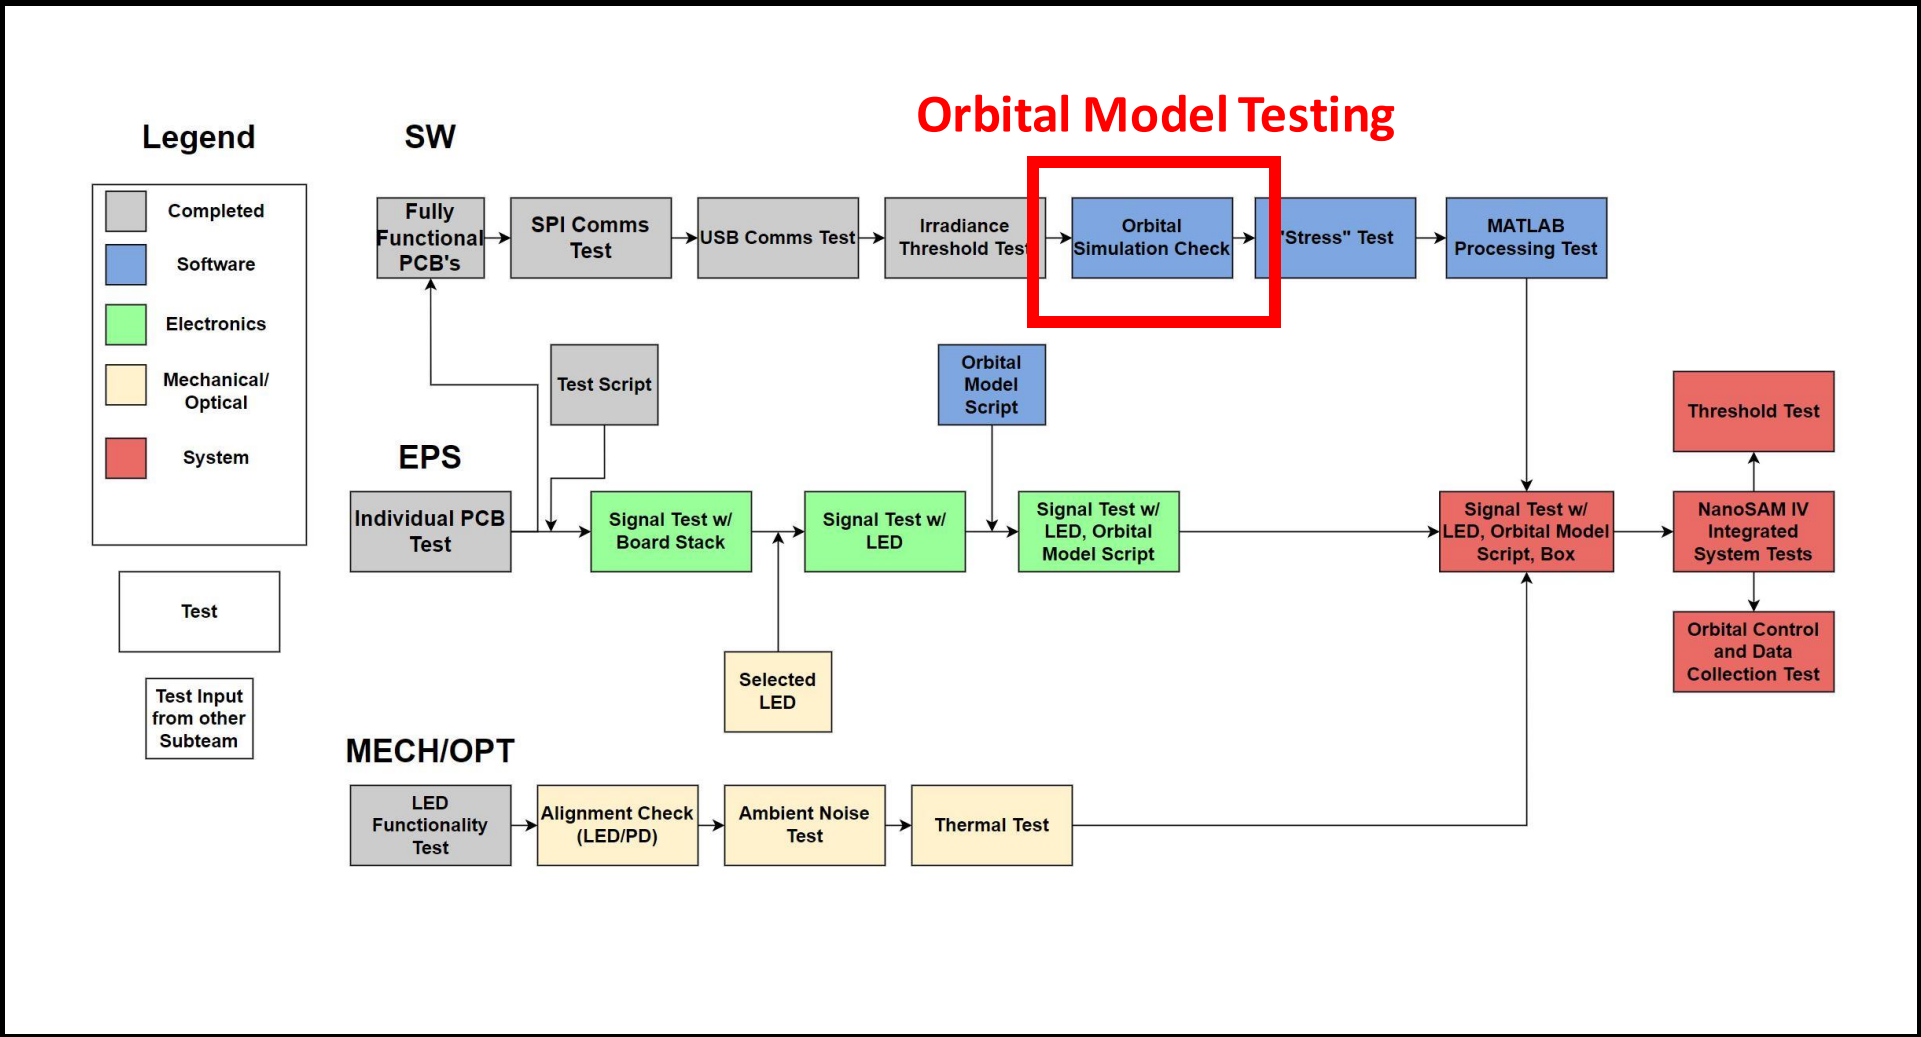 Orbital Model Testing
Legend
Completed
Software
Electronics
Mechanical/
Optical
System
Test
Test Input
from other
Subteam
SW
Fully
Functional
PCB's
SPI Comms
Test
USB Comms Test
Irradiance
Threshold Test
Orbital
Simulation Check
"Stress" Test
MATLAB
Processing Test
Test Script
Orbital
Model
Script
EPS
Individual PCB
Test
Signal Test w/
Board Stack
Signal Test w/
LED
Signal Test w/
LED, Orbital
Model Script
Signal Test w/
LED, Orbital Model
Script, Box
Threshold Test
NanoSAM IV
Integrated
System Tests
Orbital Control
and Data
Collection Test
Selected
LED
MECH/OPT
LED
Functionality
Test
Alignment Check
(LED/PD)
Ambient Noise
Test
Thermal Test